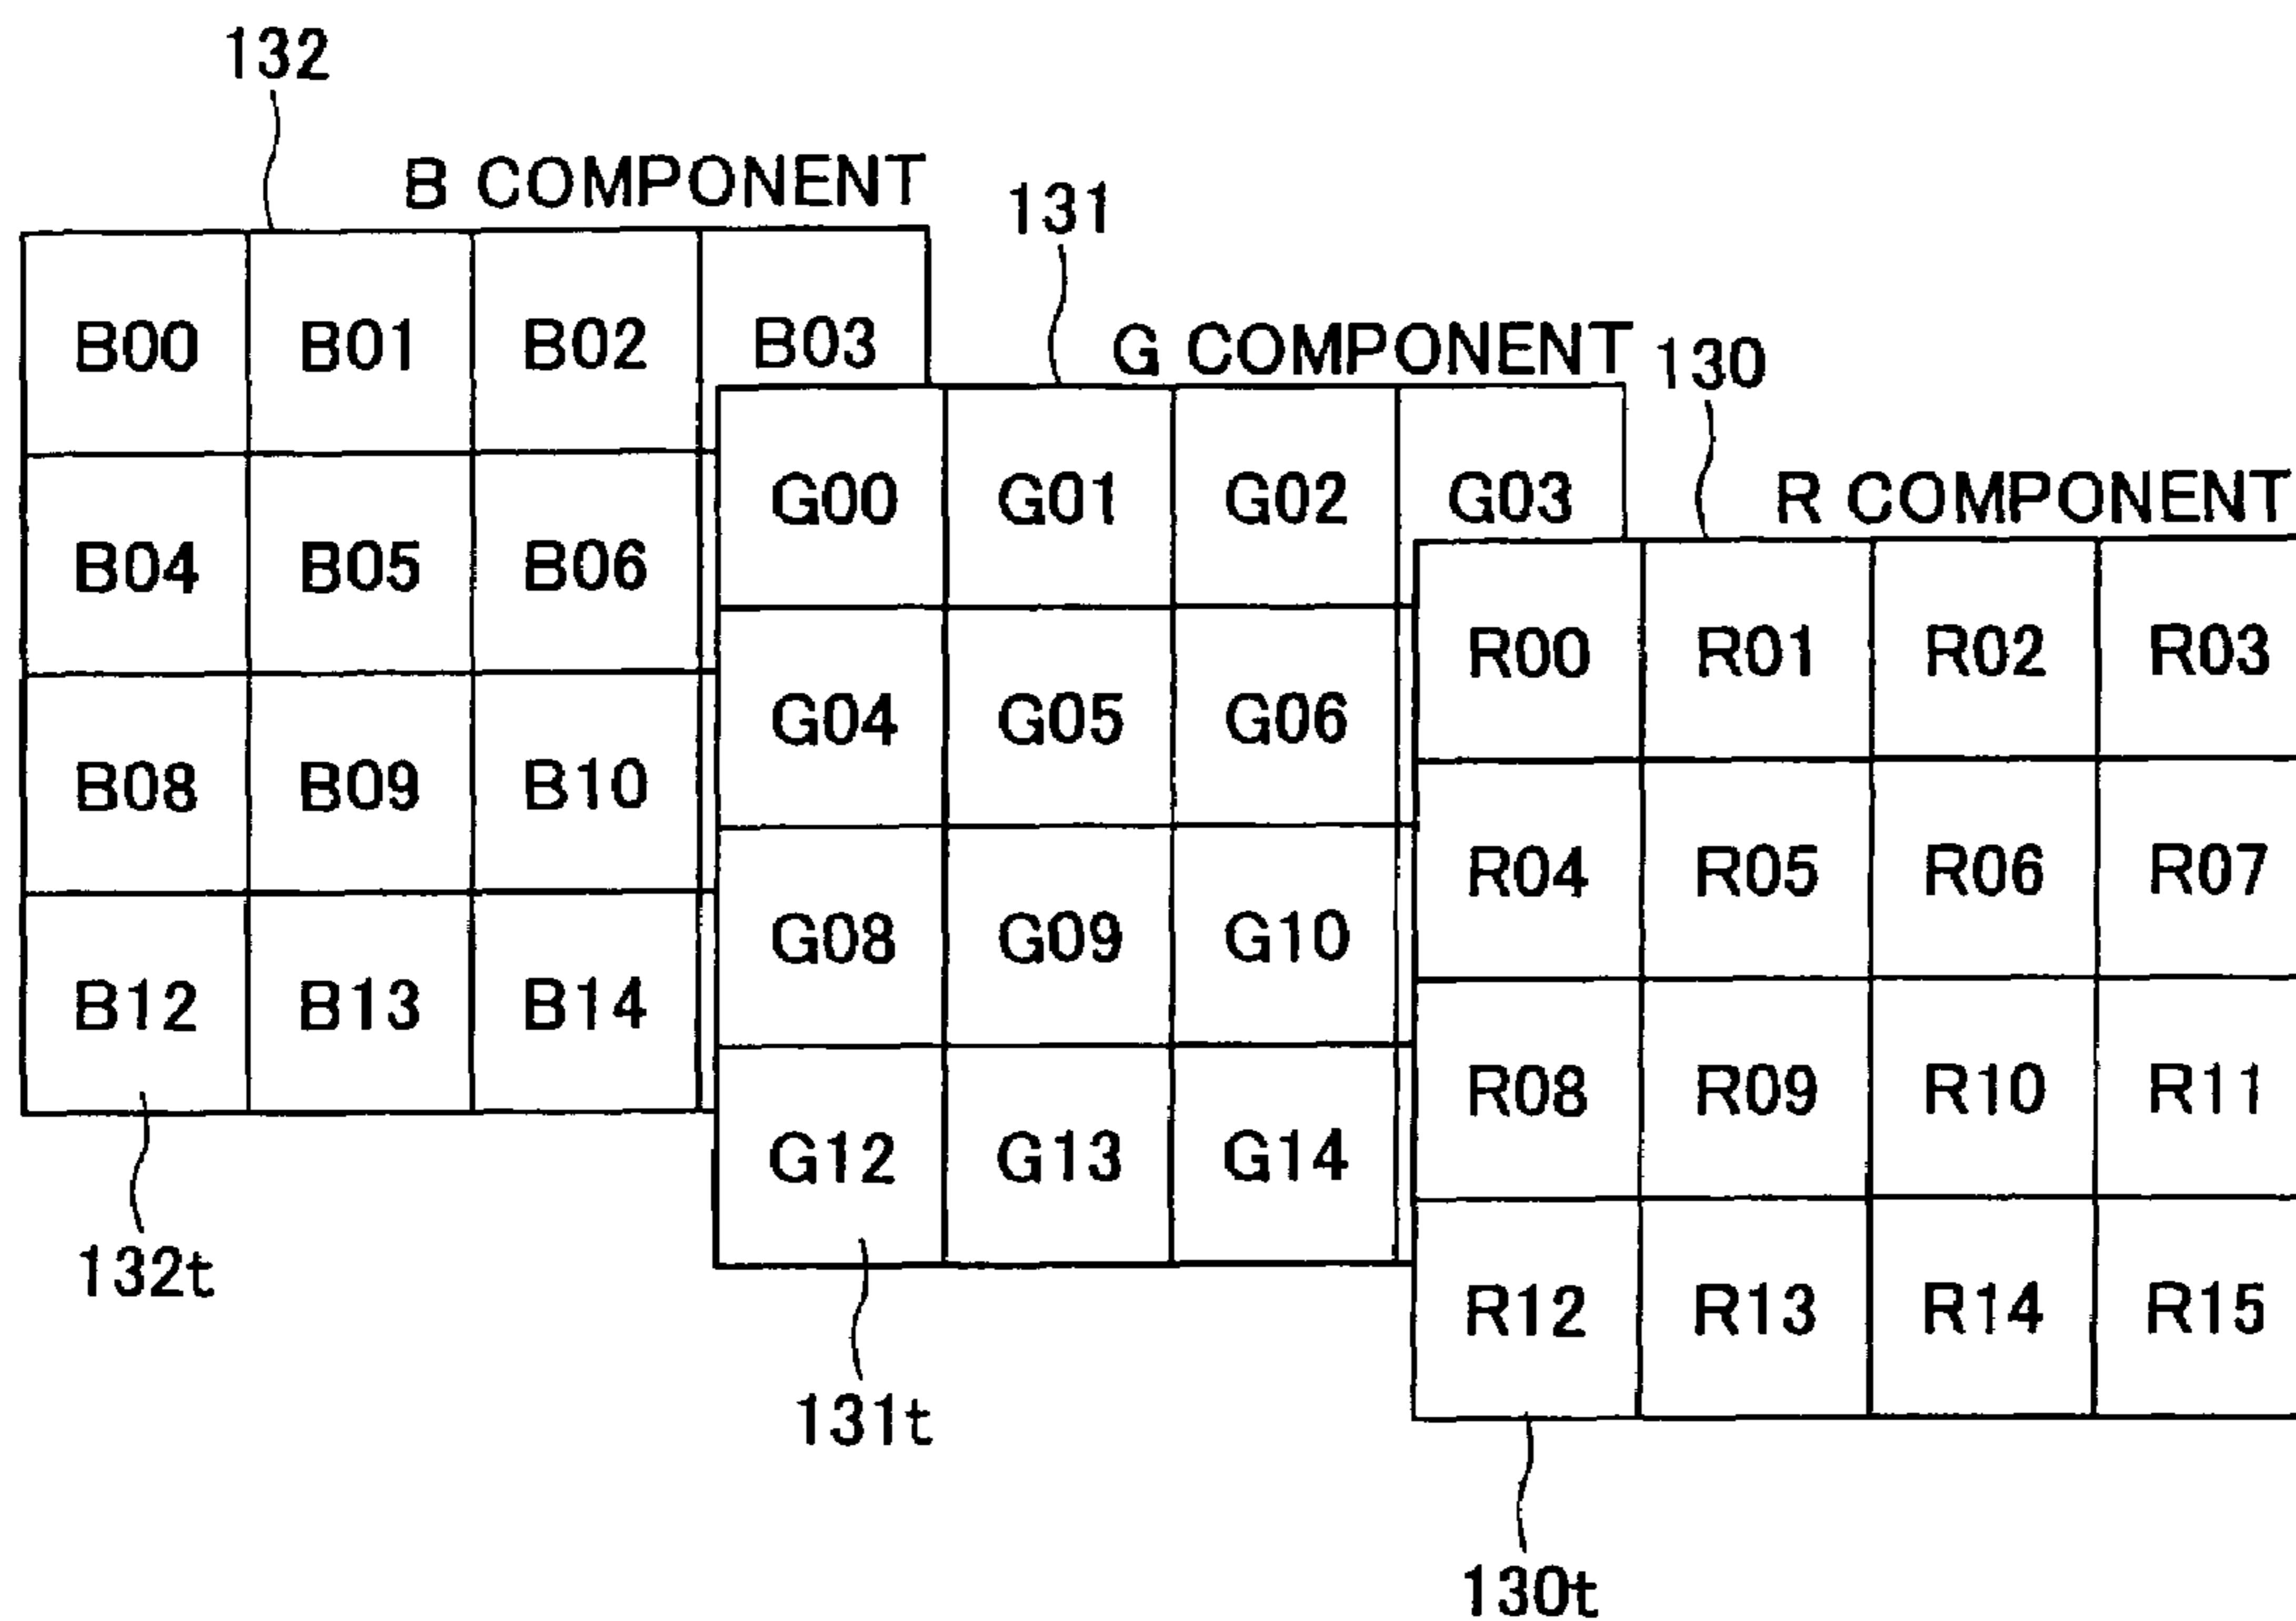 132
B COMPONENT
131
G COMPONENT
130
R COMPONENT
B00 B01 B02 B03
B04 B05 B06
B08 B09 B10
B12 B13 B14
G00 G01 G02 G03
G04 G05 G06
G08 G09 G10
G12 G13 G14
R00 R01 R02 R03
R04 R05 R06 R07
R08 R09 R10 R11
R12 R13 R14 R15
132t
131t
130t